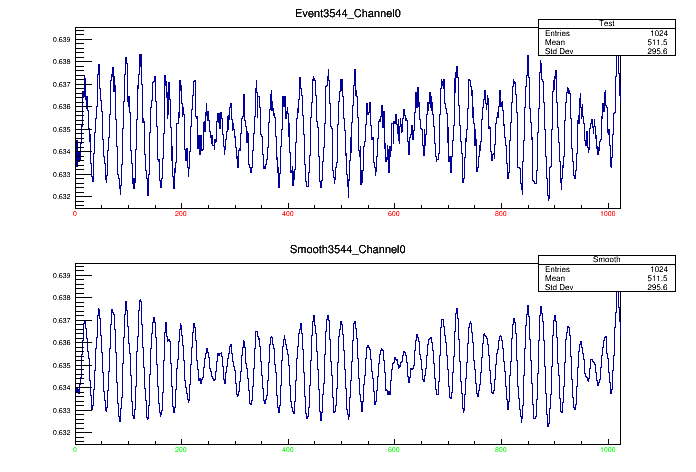 Event3544_Channel0
Test
Entries 1024
Mean 511.5
Std Dev 295.6
0.639
0.638
0.637
0.636
0.635
0.634
0.633
0.632
0 200 400 600 800 1000
Smooth3544_Channel0
Smooth
Entries 1024
Mean 511.5
Std Dev 295.6
0.639
0.638
0.637
0.636
0.635
0.634
0.633
0.632
0 200 400 600 800 1000